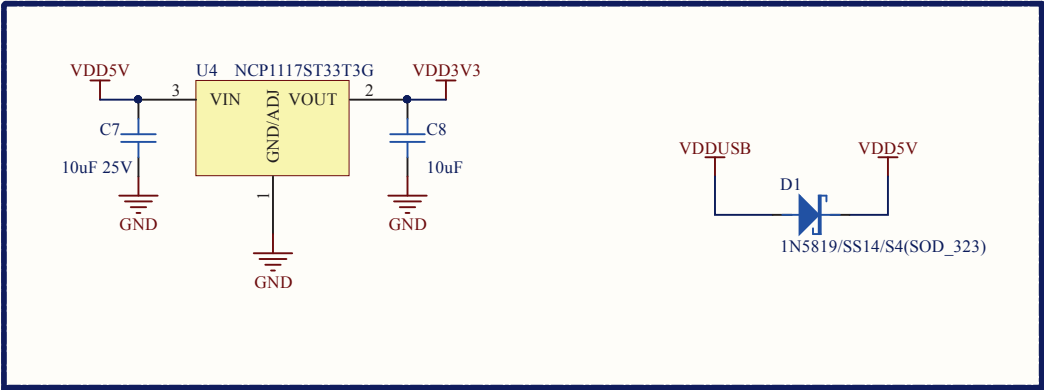 VDD5V
U4 NCP1117ST33T3G
VDD3V3
3
VIN
VOUT
2
GND/ADJ
C7
10uF 25V
GND
1
GND
C8
10uF
GND
VDDUSB
VDD5V
D1
1N5819/SS14/S4(SOD_323)